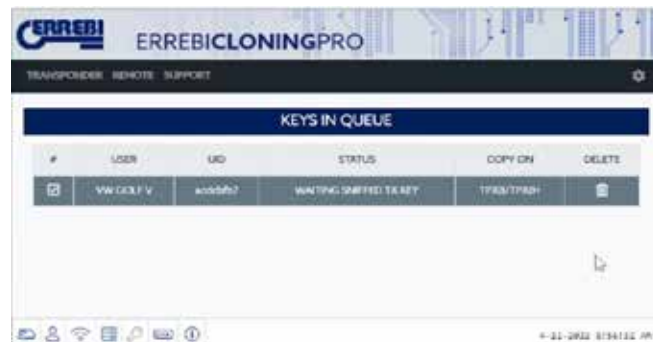 ERREBI ERREBICLONINGPRO
TRANSPONDER REMOTE SUPPORT
KEYS IN QUEUE
# USER UID STATUS COPY ON DELETE
VW GOLF V WAITING SNIFFED TX KEY